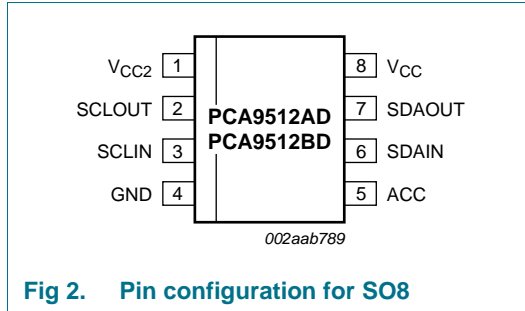 VCC2 1 8 VCC
SCLOUT 2 PCA9512AD 7 SDAOUT
SCLIN 3 PCA9512BD 6 SDAIN
GND 4 5 ACC
002aab789
Fig 2. Pin configuration for SO8